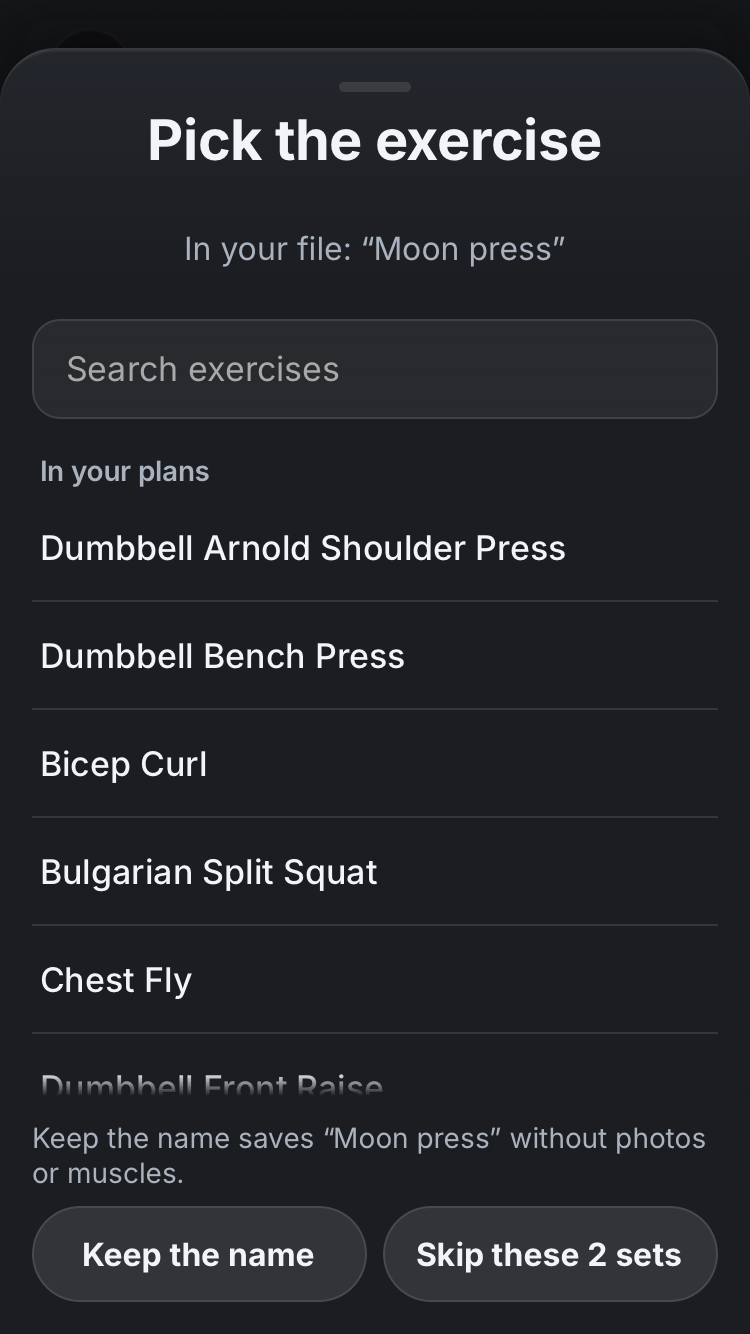 Pick the exercise
In your file: “Moon press”
Search exercises
In your plans
Dumbbell Arnold Shoulder Press
Dumbbell Bench Press
Bicep Curl
Bulgarian Split Squat
Chest Fly
Dumbbell Front Raise
Keep the name saves “Moon press” without photos
or muscles.
Keep the name
Skip these 2 sets